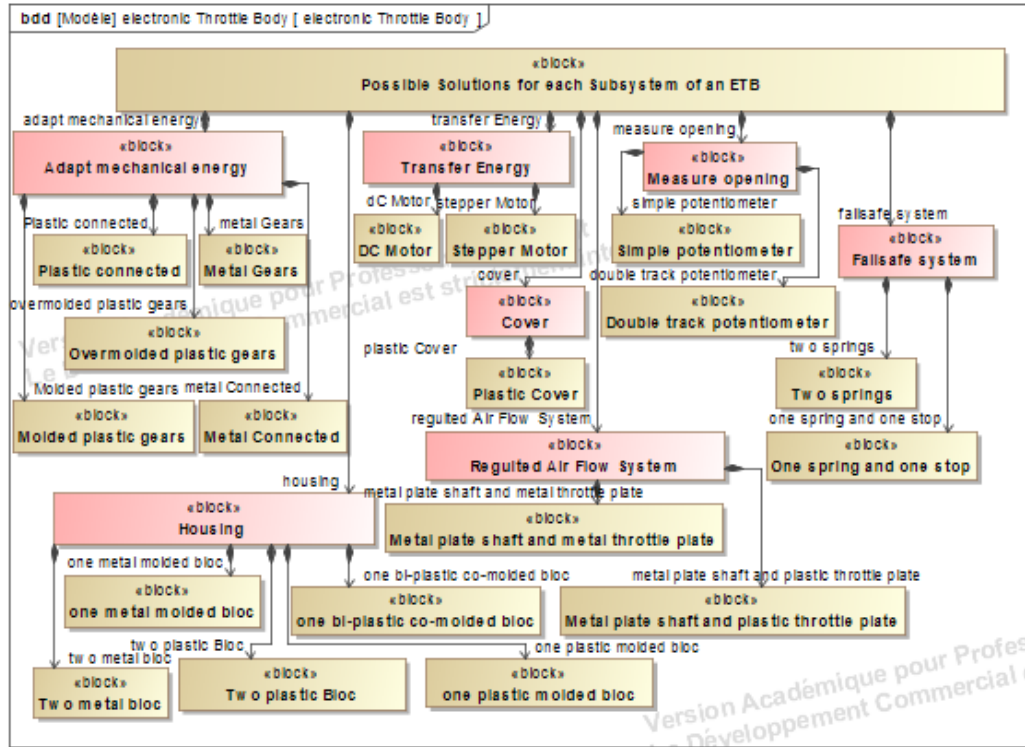 bdd [Modèle] electronic Throttle Body [ electronic Throttle Body ]
«block»
Possible Solutions for each Subsystem of an ETB
adapt mechanical energy
transfer Energy
measure opening
«block»
Adapt mechanical energy
«block»
Transfer Energy
«block»
Measure opening
dC Motor
stepper Motor
simple potentiometer
failsafe system
Plastic connected
metal Gears
«block»
Plastic connected
«block»
Metal Gears
«block»
DC Motor
«block»
Stepper Motor
«block»
Simple potentiometer
«block»
Failsafe system
cover
double track potentiometer
overmolded plastic gears
«block»
Cover
«block»
Double track potentiometer
«block»
Overmolded plastic gears
plastic Cover
two springs
Molded plastic gears
metal Connected
«block»
Plastic Cover
«block»
Two springs
«block»
Molded plastic gears
«block»
Metal Connected
regulted Air Flow System
one spring and one stop
«block»
Regulted Air Flow System
«block»
One spring and one stop
housing
metal plate shaft and metal throttle plate
«block»
Housing
«block»
Metal plate shaft and metal throttle plate
one metal molded bloc
one bi-plastic co-molded bloc
metal plate shaft and plastic throttle plate
«block»
one metal molded bloc
«block»
one bi-plastic co-molded bloc
«block»
Metal plate shaft and plastic throttle plate
two plastic Bloc
one plastic molded bloc
two metal bloc
«block»
Two metal bloc
«block»
Two plastic Bloc
«block»
one plastic molded bloc
Version Académique pour Profes
Développement Commercial